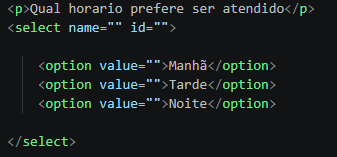 <p>Qual horario prefere ser atendido</p>
<select name="" id="">
<option value="">Manhã</option>
<option value="">Tarde</option>
<option value="">Noite</option>
</select>